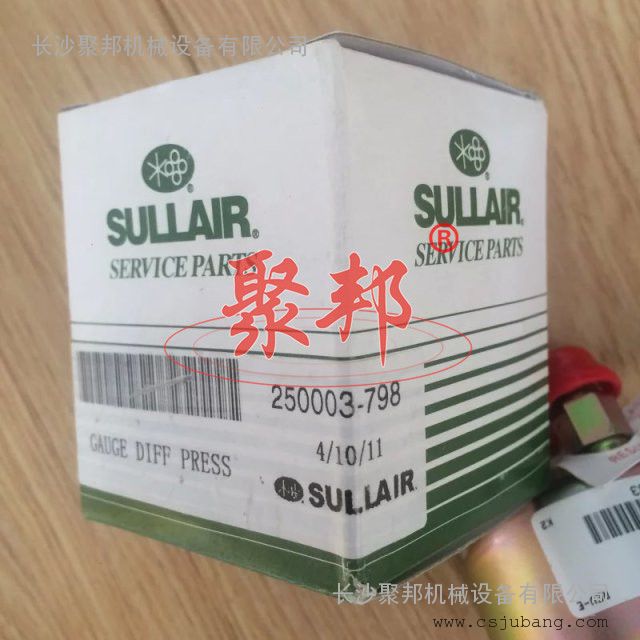 长沙聚邦机械设备有限公司
SULLAIR®
SERVICE PARTS
SULLAIR®
SERVICE PARTS
聚邦®
250003-798
GAUGE DIFF PRESS
4/10/11
SULLAIR
长沙聚邦机械设备有限公司
www.csjubang.com